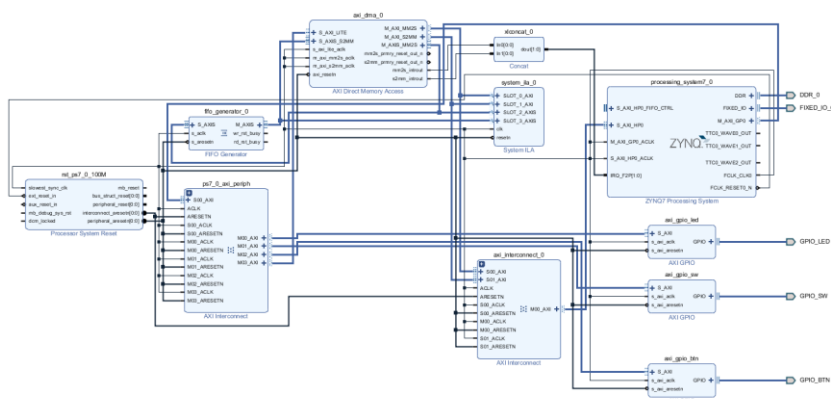 axi_dma_0
S_AXI_LITE
S_AXIS_S2MM
s_axi_lite_aclk
m_axi_mm2s_aclk
m_axi_s2mm_aclk
axi_resetn
M_AXI_MM2S
M_AXI_S2MM
M_AXIS_MM2S
mm2s_prmry_reset_out_n
s2mm_prmry_reset_out_n
mm2s_introut
s2mm_introut
AXI Direct Memory Access
xlconcat_0
In0[0:0]
In1[0:0]
dout[1:0]
Concat
system_ila_0
SLOT_0_AXI
SLOT_1_AXI
SLOT_2_AXIS
SLOT_3_AXIS
clk
resetn
System ILA
processing_system7_0
S_AXI_HP0_FIFO_CTRL
S_AXI_HP0
M_AXI_GP0_ACLK
S_AXI_HP0_ACLK
IRQ_F2P[1:0]
DDR
FIXED_IO
M_AXI_GP0
TTC0_WAVE0_OUT
TTC0_WAVE1_OUT
TTC0_WAVE2_OUT
FCLK_CLK0
FCLK_RESET0_N
ZYNQ
ZYNQ7 Processing System
DDR_0
FIXED_IO_
fifo_generator_0
S_AXIS
s_aclk
s_aresetn
M_AXIS
wr_rst_busy
rd_rst_busy
FIFO Generator
rst_ps7_0_100M
slowest_sync_clk
ext_reset_in
aux_reset_in
mb_debug_sys_rst
dcm_locked
mb_reset
bus_struct_reset[0:0]
peripheral_reset[0:0]
interconnect_aresetn[0:0]
peripheral_aresetn[0:0]
Processor System Reset
ps7_0_axi_periph
S00_AXI
ACLK
ARESETN
S00_ACLK
S00_ARESETN
M00_ACLK
M00_ARESETN
M01_ACLK
M01_ARESETN
M02_ACLK
M02_ARESETN
M03_ACLK
M03_ARESETN
M00_AXI
M01_AXI
M02_AXI
M03_AXI
AXI Interconnect
axi_interconnect_0
S00_AXI
S01_AXI
ACLK
ARESETN
S00_ACLK
S00_ARESETN
M00_ACLK
M00_ARESETN
S01_ACLK
S01_ARESETN
M00_AXI
AXI Interconnect
axi_gpio_led
S_AXI
s_axi_aclk
s_axi_aresetn
GPIO
AXI GPIO
GPIO_LED
axi_gpio_sw
S_AXI
s_axi_aclk
s_axi_aresetn
GPIO
AXI GPIO
GPIO_SW
axi_gpio_btn
S_AXI
s_axi_aclk
s_axi_aresetn
GPIO
AXI GPIO
GPIO_BTN